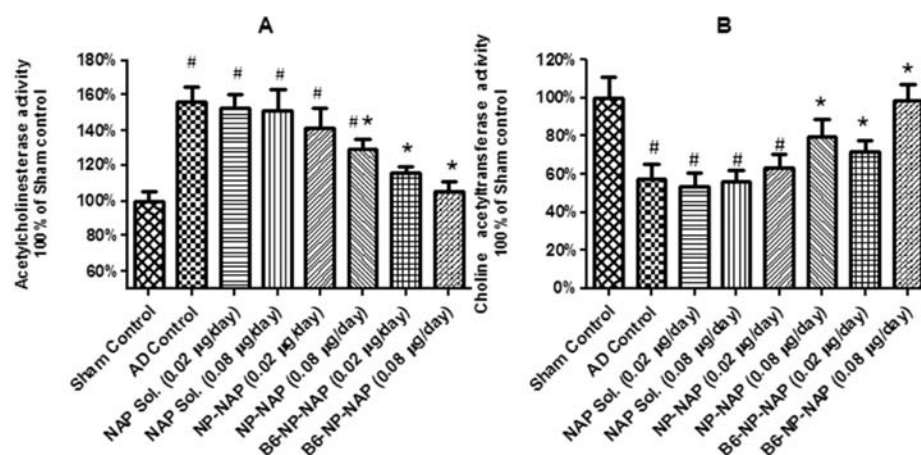 A
Acetylcholinesterase activity
100% of Sham control
180%
160%
140%
120%
100%
80%
60%
#
#
#
#
# *
*
*
Sham Control
AD Control
NAP Sol. (0.02 µg/day)
NAP Sol. (0.08 µg/day)
NP-NAP (0.02 µg/day)
NP-NAP (0.08 µg/day)
B6-NP-NAP (0.02 µg/day)
B6-NP-NAP (0.08 µg/day)
B
Choline acetyltransferase activity
100% of Sham control
120%
100%
80%
60%
40%
20%
0%
#
#
#
#
*
*
*
Sham Control
AD Control
NAP Sol. (0.02 µg/day)
NAP Sol. (0.08 µg/day)
NP-NAP (0.02 µg/day)
NP-NAP (0.08 µg/day)
B6-NP-NAP (0.02 µg/day)
B6-NP-NAP (0.08 µg/day)